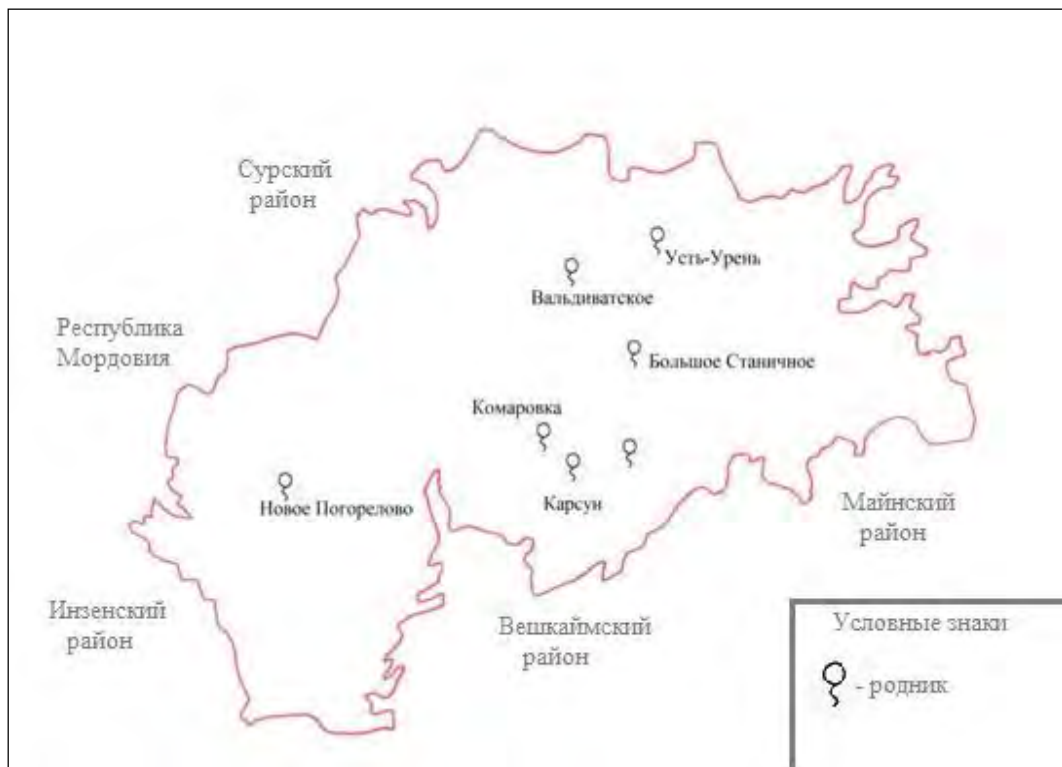 Сурский
район
Усть-Урень
Вальдиватское
Республика
Мордовия
Большое Станичное
Комаровка
Новое Погорелово
Карсун
Майнский
район
Инзенский
район
Вешкаймский
район
Условные знаки
- родник